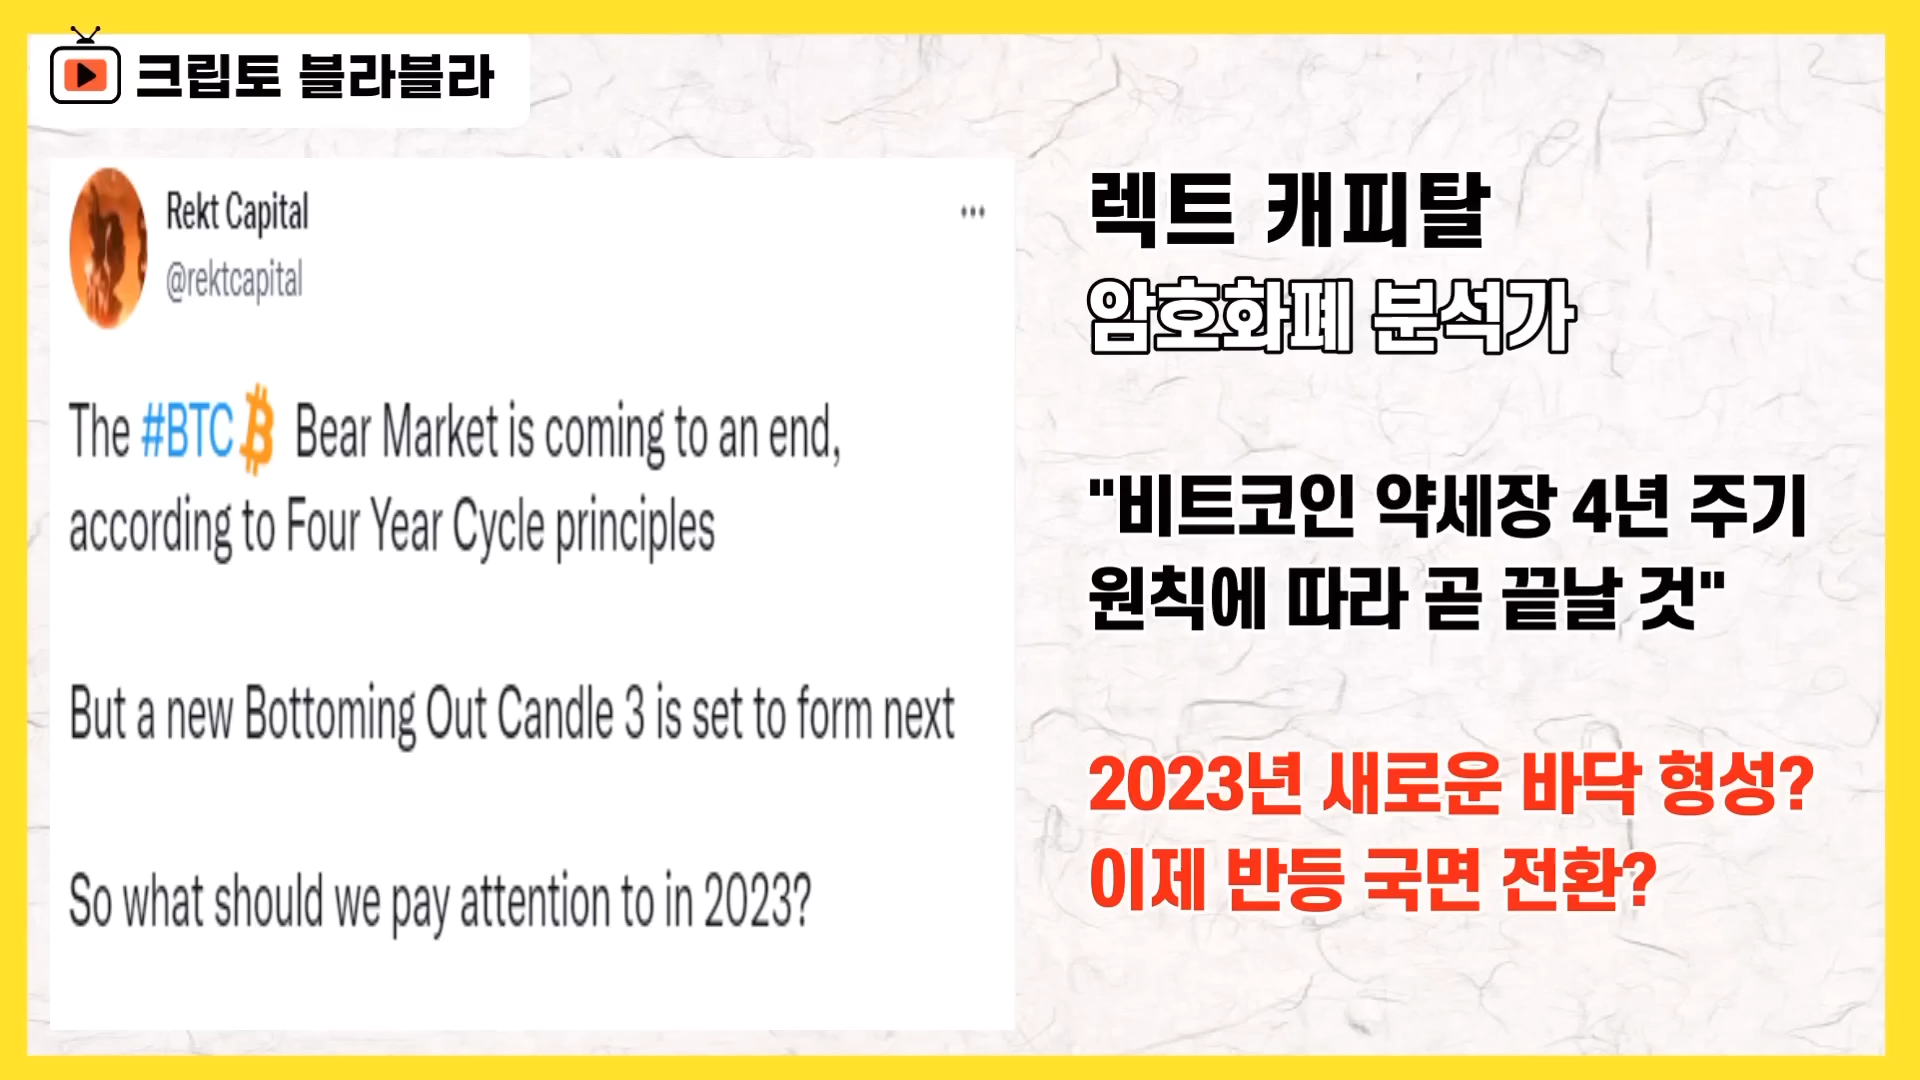 크립토 블라블라
Rekt Capital
@rektcapital
The #BTC Bear Market is coming to an end,
according to Four Year Cycle principles
But a new Bottoming Out Candle 3 is set to form next
So what should we pay attention to in 2023?
렉트 캐피탈
암호화폐 분석가
"비트코인 약세장 4년 주기
원칙에 따라 곧 끝날 것"
2023년 새로운 바닥 형성?
이제 반등 국면 전환?